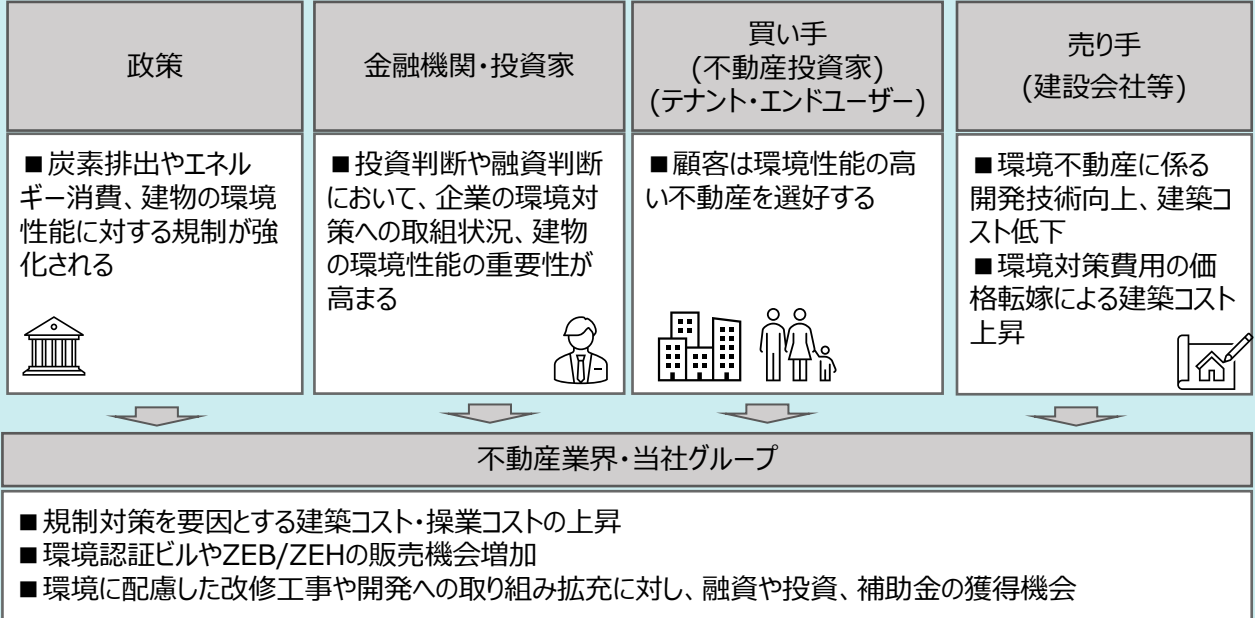 政策
■炭素排出やエネル
ギー消費、建物の環境
性能に対する規制が強
化される
金融機関・投資家
■投資判断や融資判断
において、企業の環境対
策への取組状況、建物
の環境性能の重要性が
高まる
買い手
(不動産投資家)
(テナント・エンドユーザー)
■顧客は環境性能の高
い不動産を選好する
売り手
(建設会社等)
■環境不動産に係る
開発技術向上、建築コ
スト低下
■環境対策費用の価
格転嫁による建築コスト
上昇
不動産業界・当社グループ
■規制対策を要因とする建築コスト・操業コストの上昇
■環境認証ビルやZEB/ZEHの販売機会増加
■環境に配慮した改修工事や開発への取り組み拡充に対し、融資や投資、補助金の獲得機会